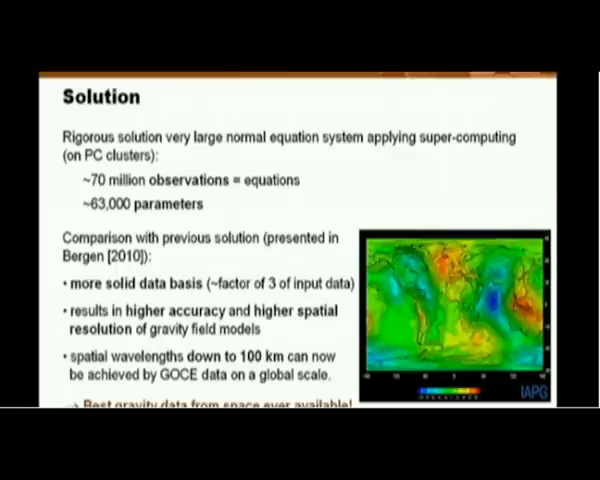 Solution
Rigorous solution very large normal equation system applying super-computing
(on PC clusters):
~70 million observations = equations
~63,000 parameters
Comparison with previous solution (presented in
Bergen [2010]):
• more solid data basis (~factor of 3 of input data)
• results in higher accuracy and higher spatial
resolution of gravity field models
• spatial wavelengths down to 100 km can now
be achieved by GOCE data on a global scale.
→ Best gravity data from space ever available!
IAPG